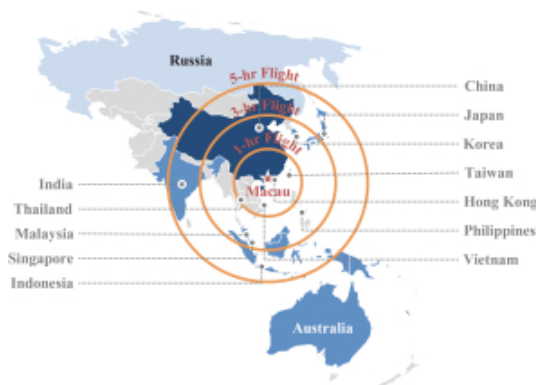 Russia
5-hr Flight
3-hr Flight
1-hr Flight
Macau
China
Japan
Korea
Taiwan
Hong Kong
Philippines
Vietnam
India
Thailand
Malaysia
Singapore
Indonesia
Australia